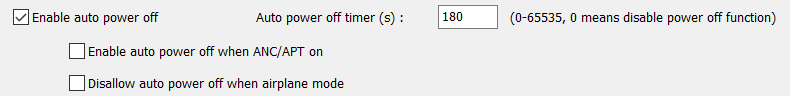 Enable auto power off Auto power off timer (s) : 180 (0-65535, 0 means disable power off function)
Enable auto power off when ANC/APT on
Disallow auto power off when airplane mode